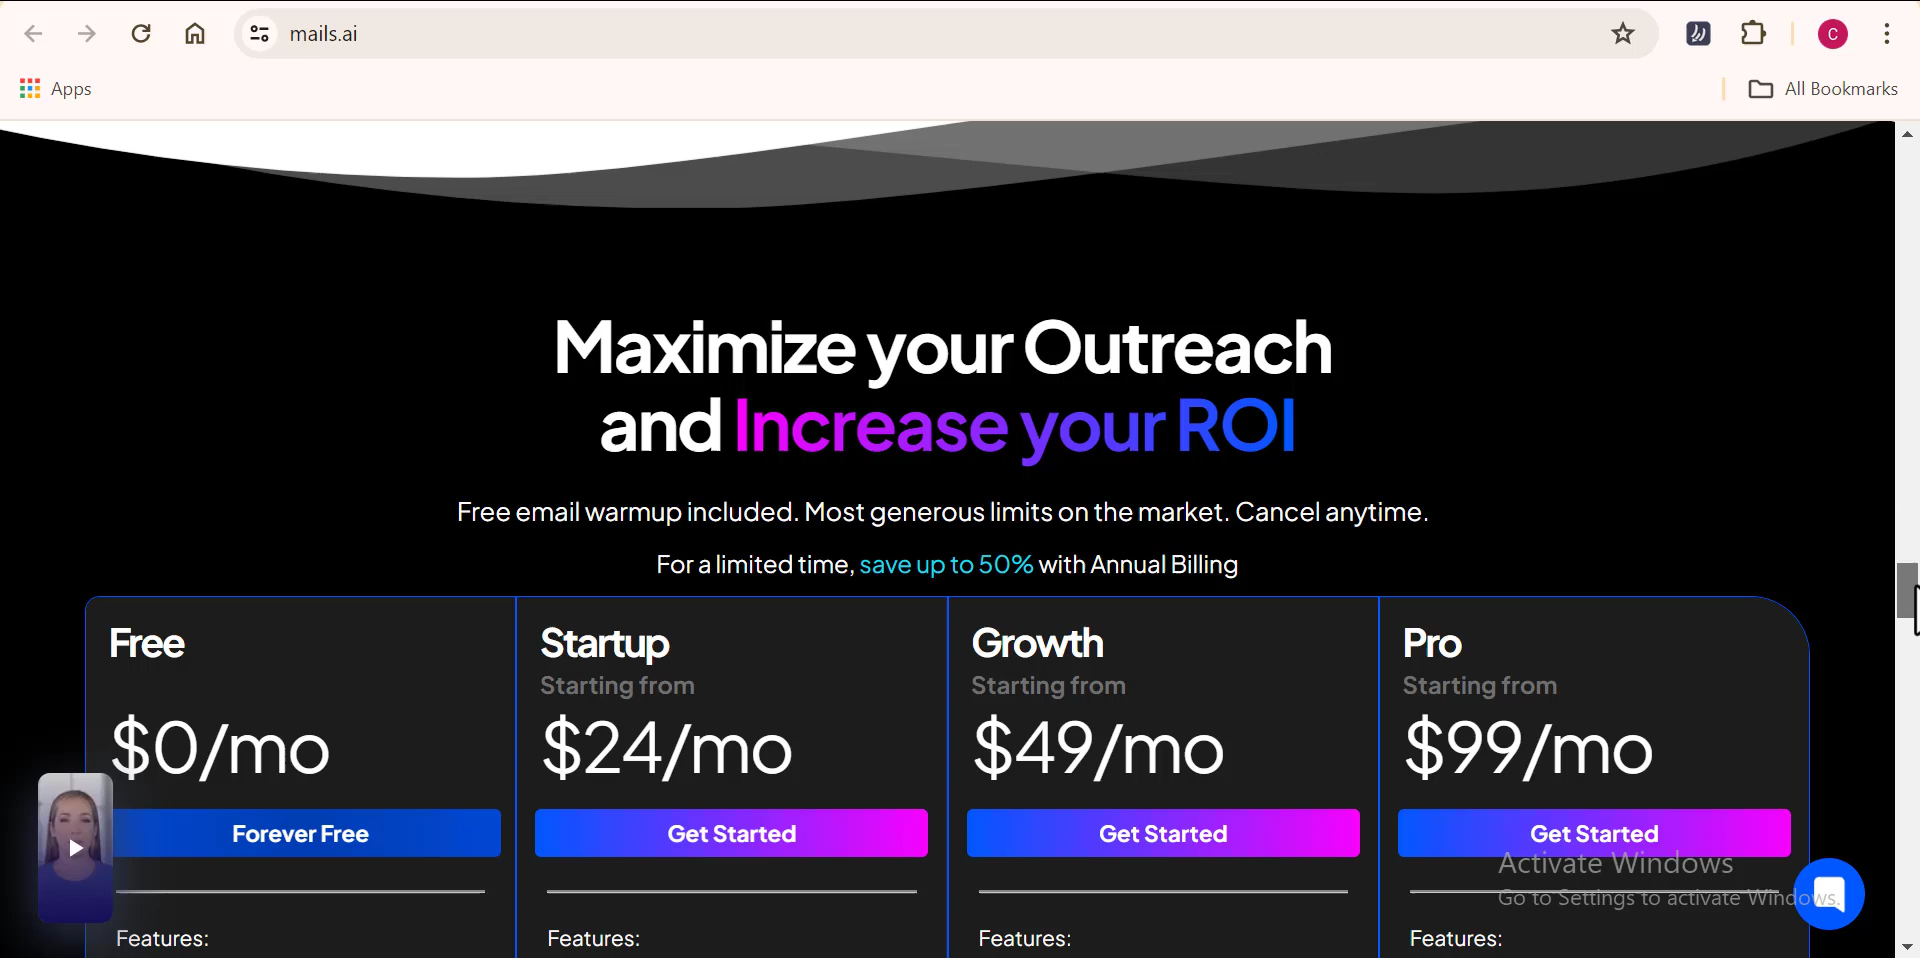 mails.ai
C
Apps
All Bookmarks
Maximize your Outreach
and Increase your ROI
Free email warmup included. Most generous limits on the market. Cancel anytime.
For a limited time, save up to 50% with Annual Billing
Free
$0/mo
Forever Free
Features:
Startup
Starting from
$24/mo
Get Started
Features:
Growth
Starting from
$49/mo
Get Started
Features:
Pro
Starting from
$99/mo
Get Started
Features:
Activate Windows
Go to Settings to activate Windows.